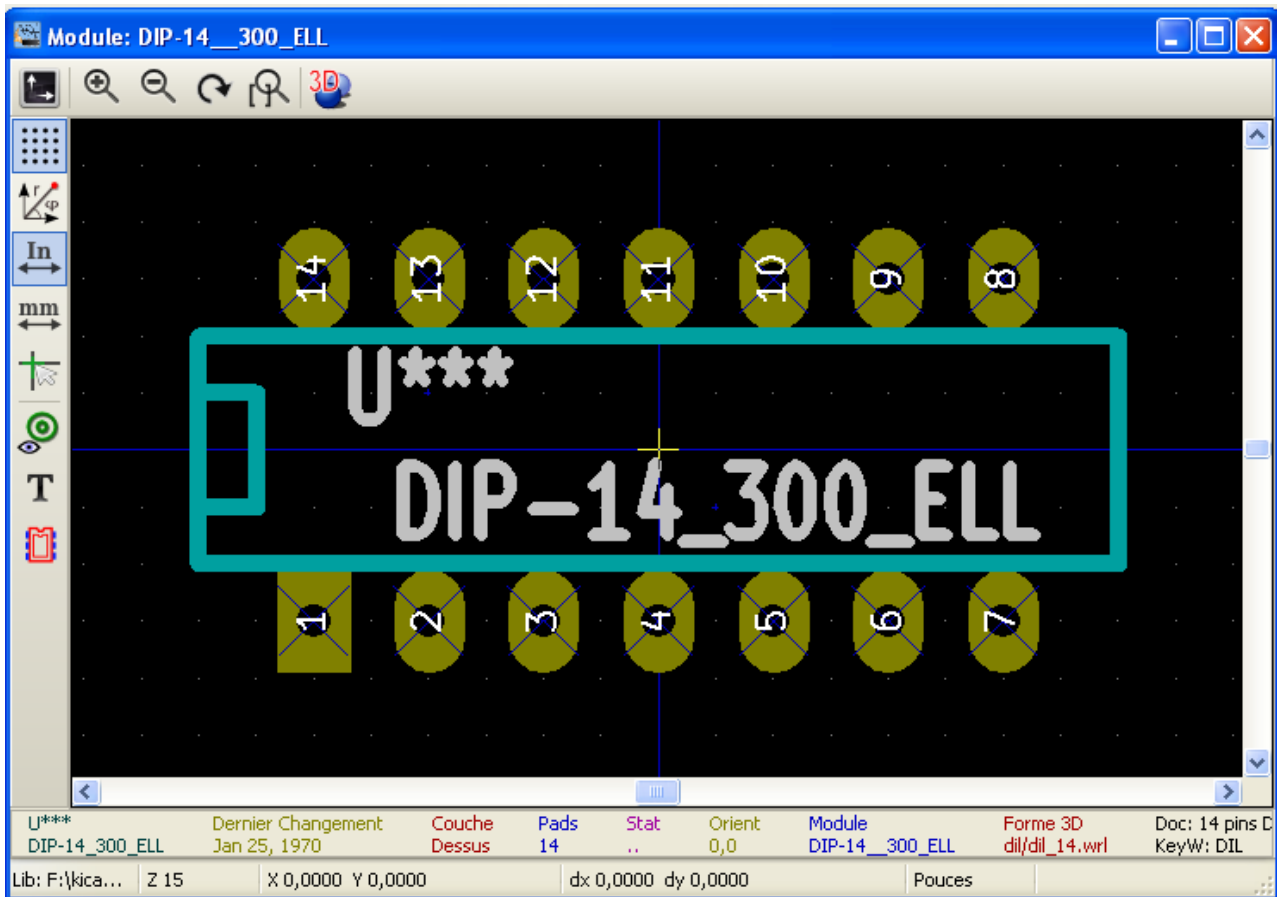 Module: DIP-14__300_ELL
3D
In
mm
T
14 13 12 11 10 9 8
U***
DIP-14_300_ELL
1 2 3 4 5 6 7
U*** Dernier Changement Couche Pads Stat Orient Module Forme 3D Doc: 14 pins D
DIP-14_300_ELL Jan 25, 1970 Dessus 14 .. 0,0 DIP-14__300_ELL dil/dil_14.wrl KeyW: DIL
Lib: F:\kica... Z 15 X 0,0000 Y 0,0000 dx 0,0000 dy 0,0000 Pouces